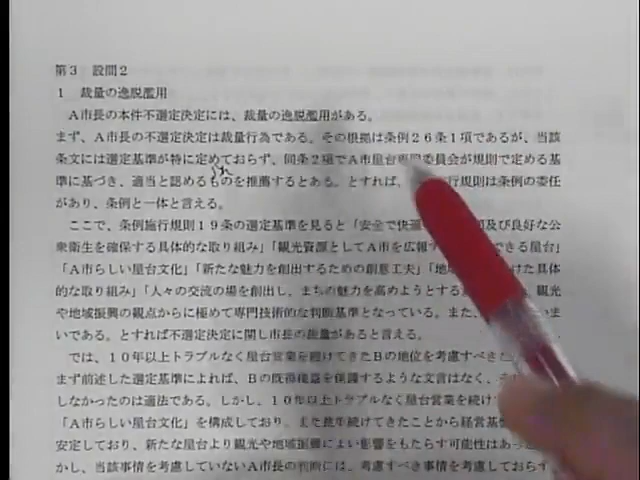 第3 設問2
1 裁量の逸脱濫用
A市長の本件不選定決定には、裁量の逸脱濫用がある。
まず、A市長の不選定決定は裁量行為である。その根拠は条例26条1項であるが、当該
条文には選定基準が特に定めておらず、同条2項でA市屋台専門委員会が規則で定める基
準に基づき、適当と認めるものを推薦するとある。とすれば、行規則は条例の委任
があり、条例と一体と言える。
ここで、条例施行規則19条の選定基準を見ると「安全で快適 及び良好な公
衆衛生を確保する具体的な取り組み」「観光資源としてA市を広報す できる屋台」
「A市らしい屋台文化」「新たな魅力を創出するための創意工夫」「地 けた具体
的な取り組み」「人々の交流の場を創出し、まちの魅力を高めようとする 、観光
や地域振興の観点からに極めて専門技術的な判断基準となっている。また、 いま
いである。とすれば不選定決定に関し市長の裁量があると言える。
では、10年以上トラブルなく屋台営業を続けてきたBの地位を考慮すべき
まず前述した選定基準によれば、Bの既得権益を保護するような文言はなく、
しなかったのは適法である。しかし、10年以上トラブルなく屋台営業を続け
「A市らしい屋台文化」を構成しており、また長年続けてきたことから経営基
安定しており、新たな屋台より観光や地域振興によい影響をもたらす可能性はあっ
かし、当該事情を考慮していないA市長の判断には、考慮すべき事情を考慮しておらず